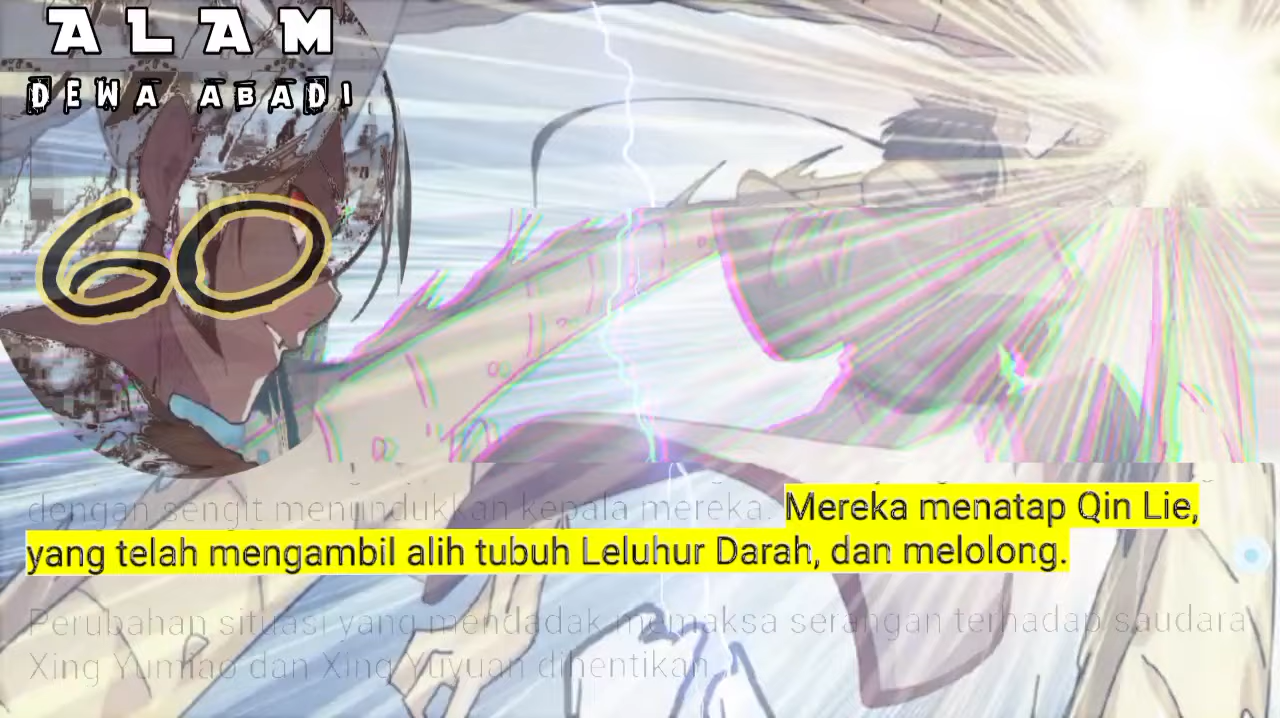 ALAM
DEWA ABADI
60
dengan sengit menundukkan kepala mereka. Mereka menatap Qin Lie,
yang telah mengambil alih tubuh Leluhur Darah, dan melolong.
Perubahan situasi yang mendadak memaksa serangan terhadap saudara
Xing Yumiao dan Xing Yuyuan dihentikan.